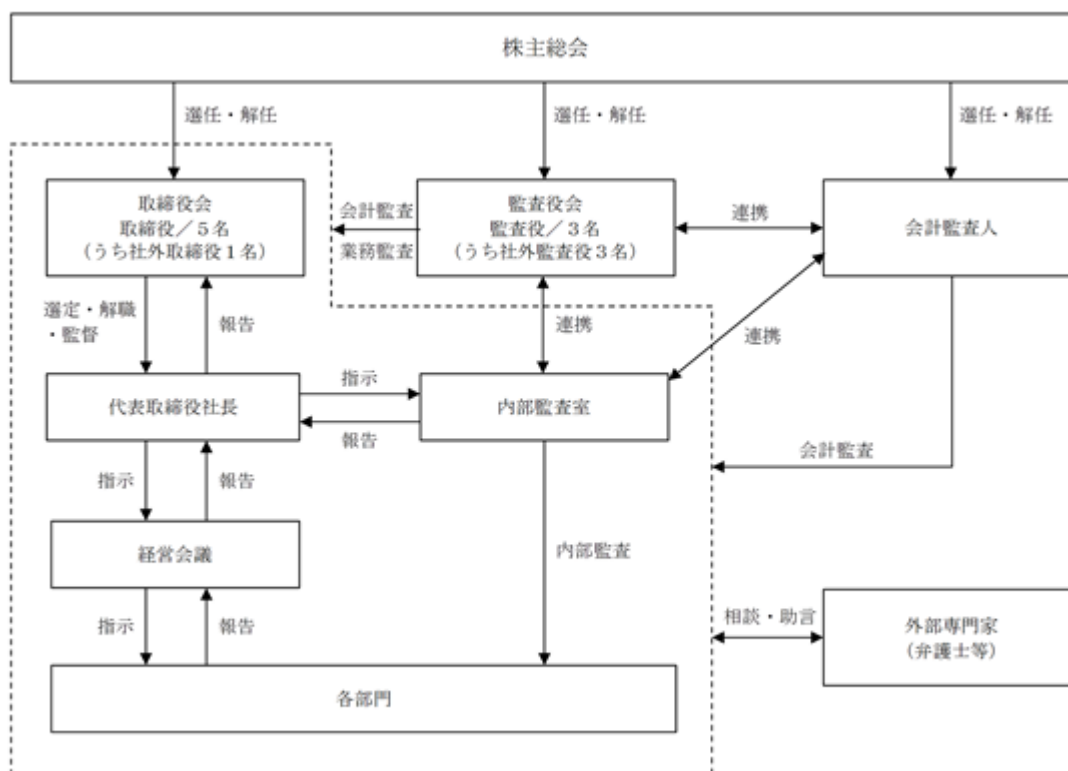 株主総会
選任・解任
選任・解任
選任・解任
取締役会
取締役／５名
（うち社外取締役１名）
会計監査
業務監査
監査役会
監査役／３名
（うち社外監査役３名）
連携
会計監査人
選定・解職
・監督
報告
連携
連携
代表取締役社長
指示
報告
内部監査室
会計監査
指示
報告
経営会議
内部監査
指示
報告
相談・助言
外部専門家
（弁護士等）
各部門